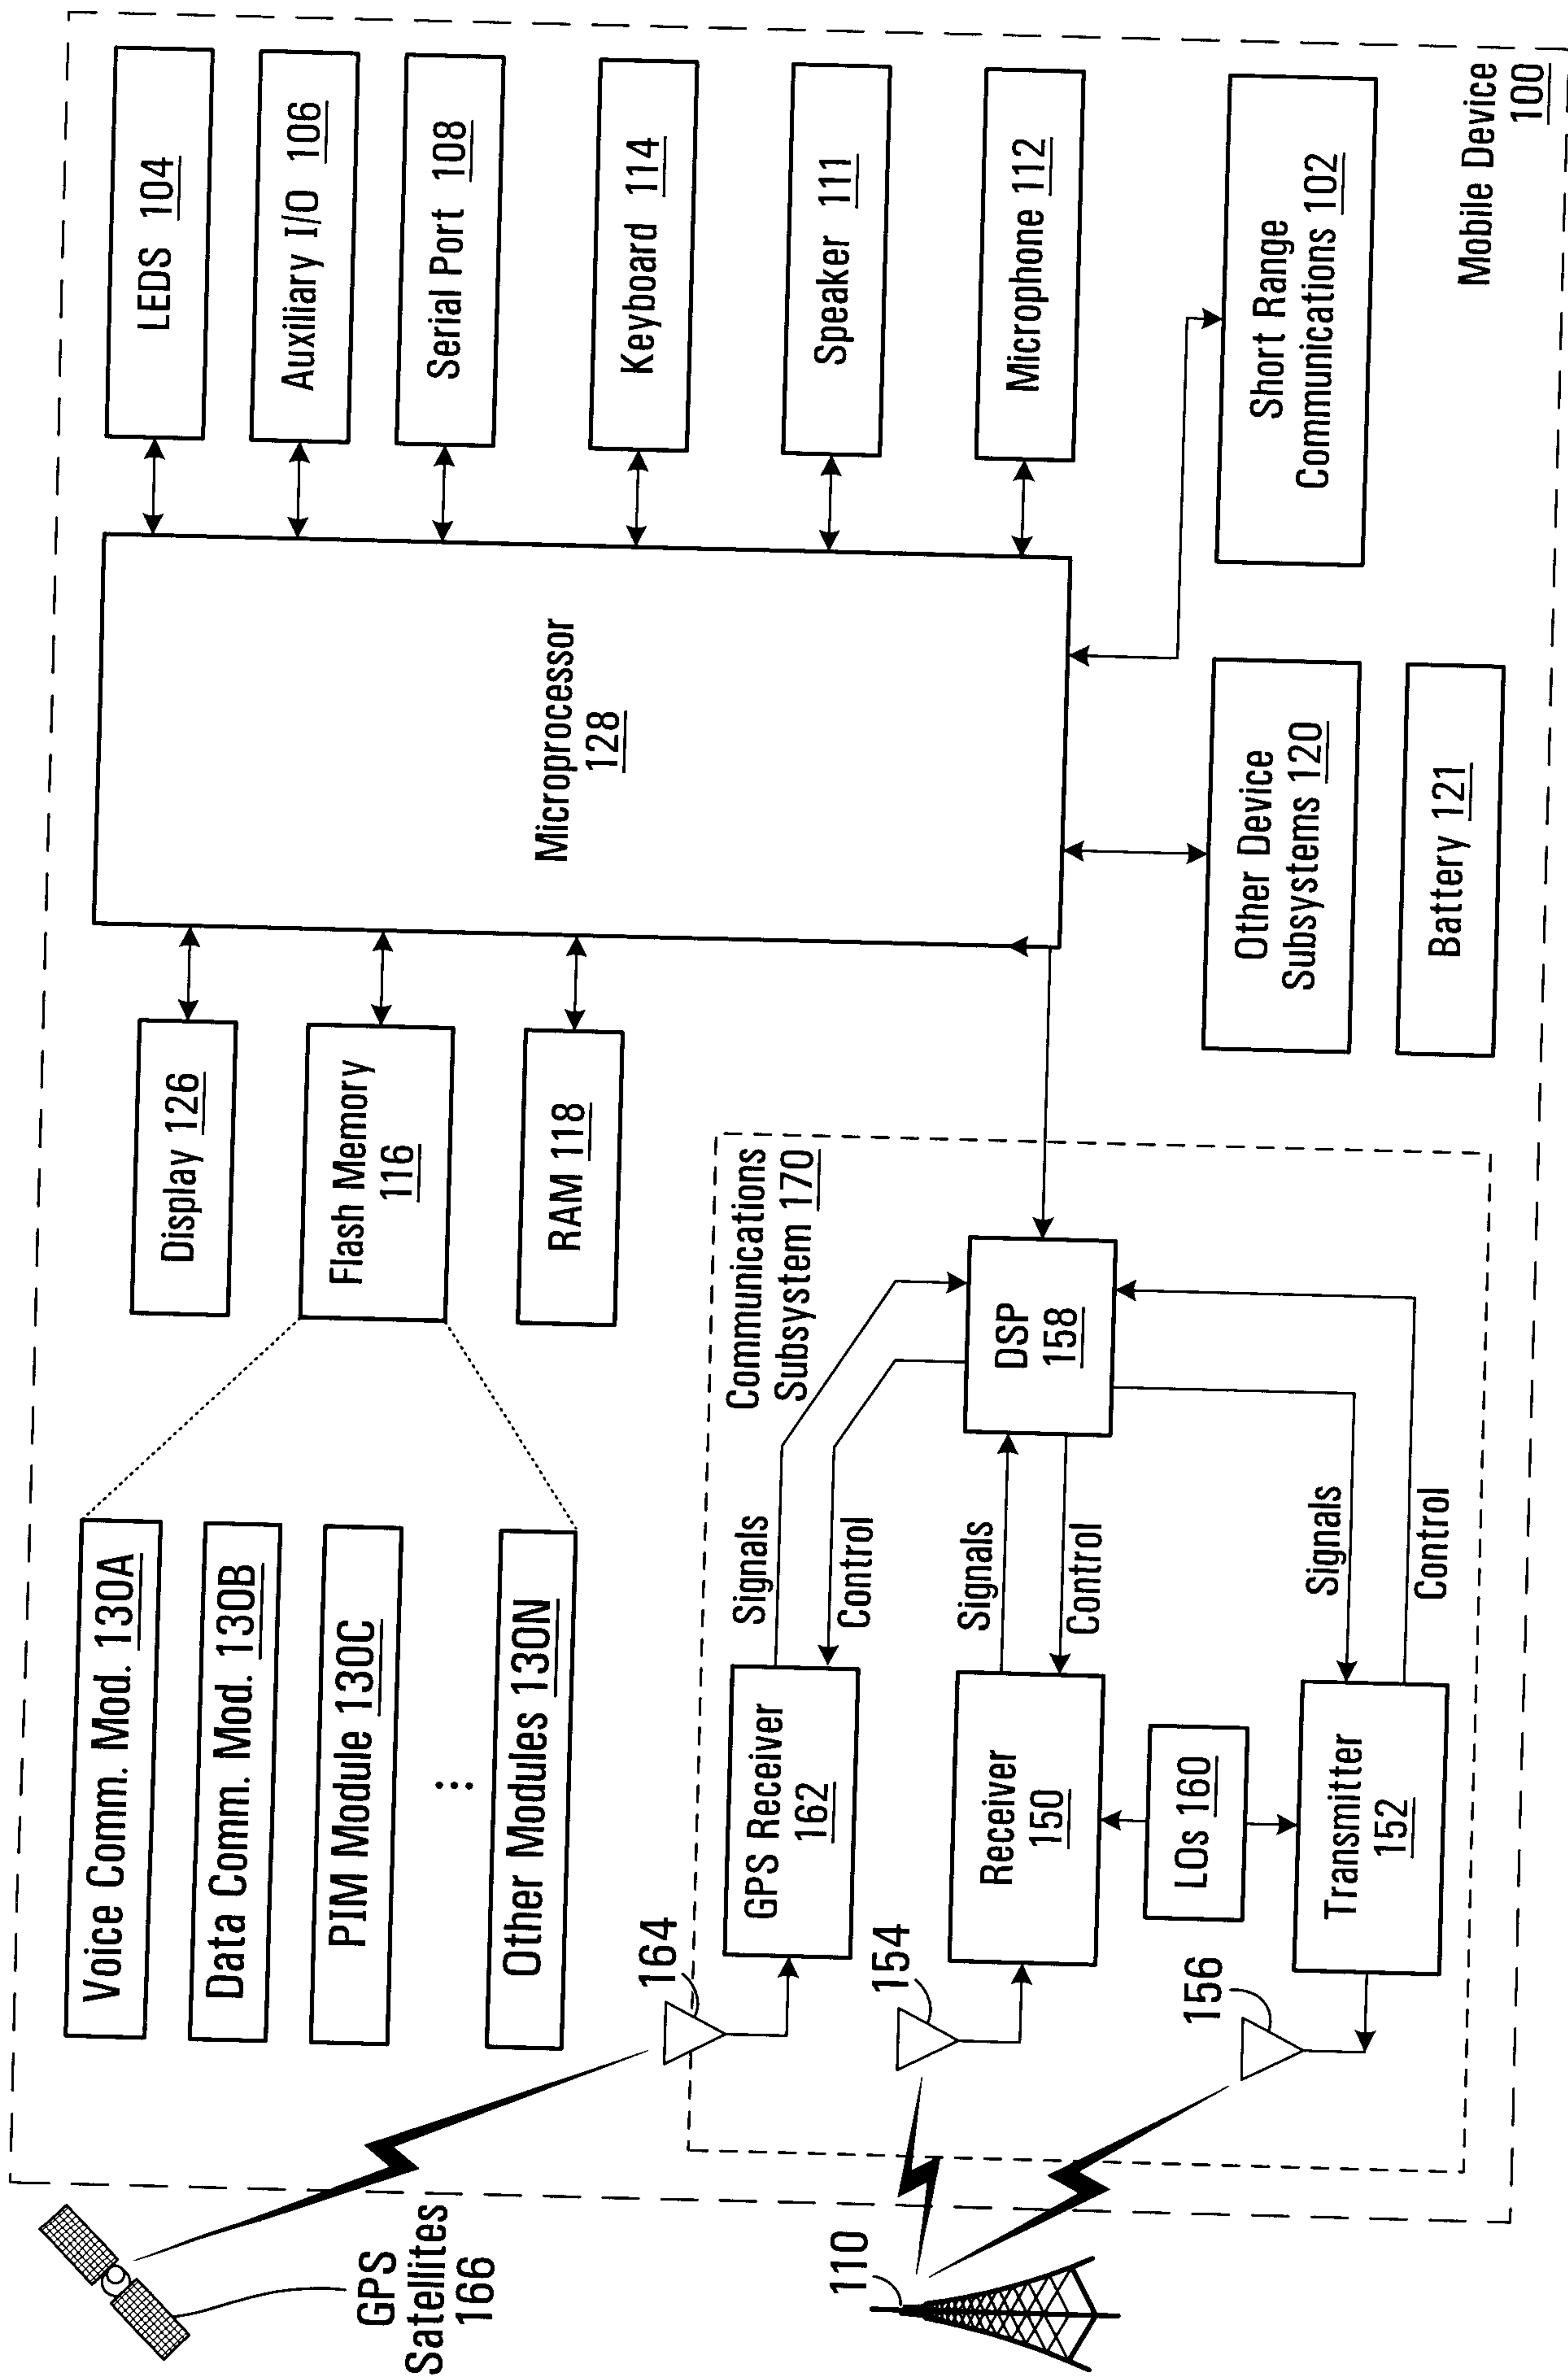 Voice Comm. Mod. 130A
Data Comm. Mod. 130B
PIM Module 130C
⋮
Other Modules 130N
Display 126
Flash Memory
116
RAM 118
Microprocessor
128
LEDS 104
Auxiliary I/O 106
Serial Port 108
Keyboard 114
Speaker 111
Microphone 112
Short Range
Communications 102
Other Device
Subsystems 120
Battery 121
GPS
Satellites
166
110
164
154
156
Communications
Subsystem 170
GPS Receiver
162
Signals
Control
Receiver
150
Signals
Control
DSP
158
LOs 160
Transmitter
152
Signals
Control
Mobile Device
100